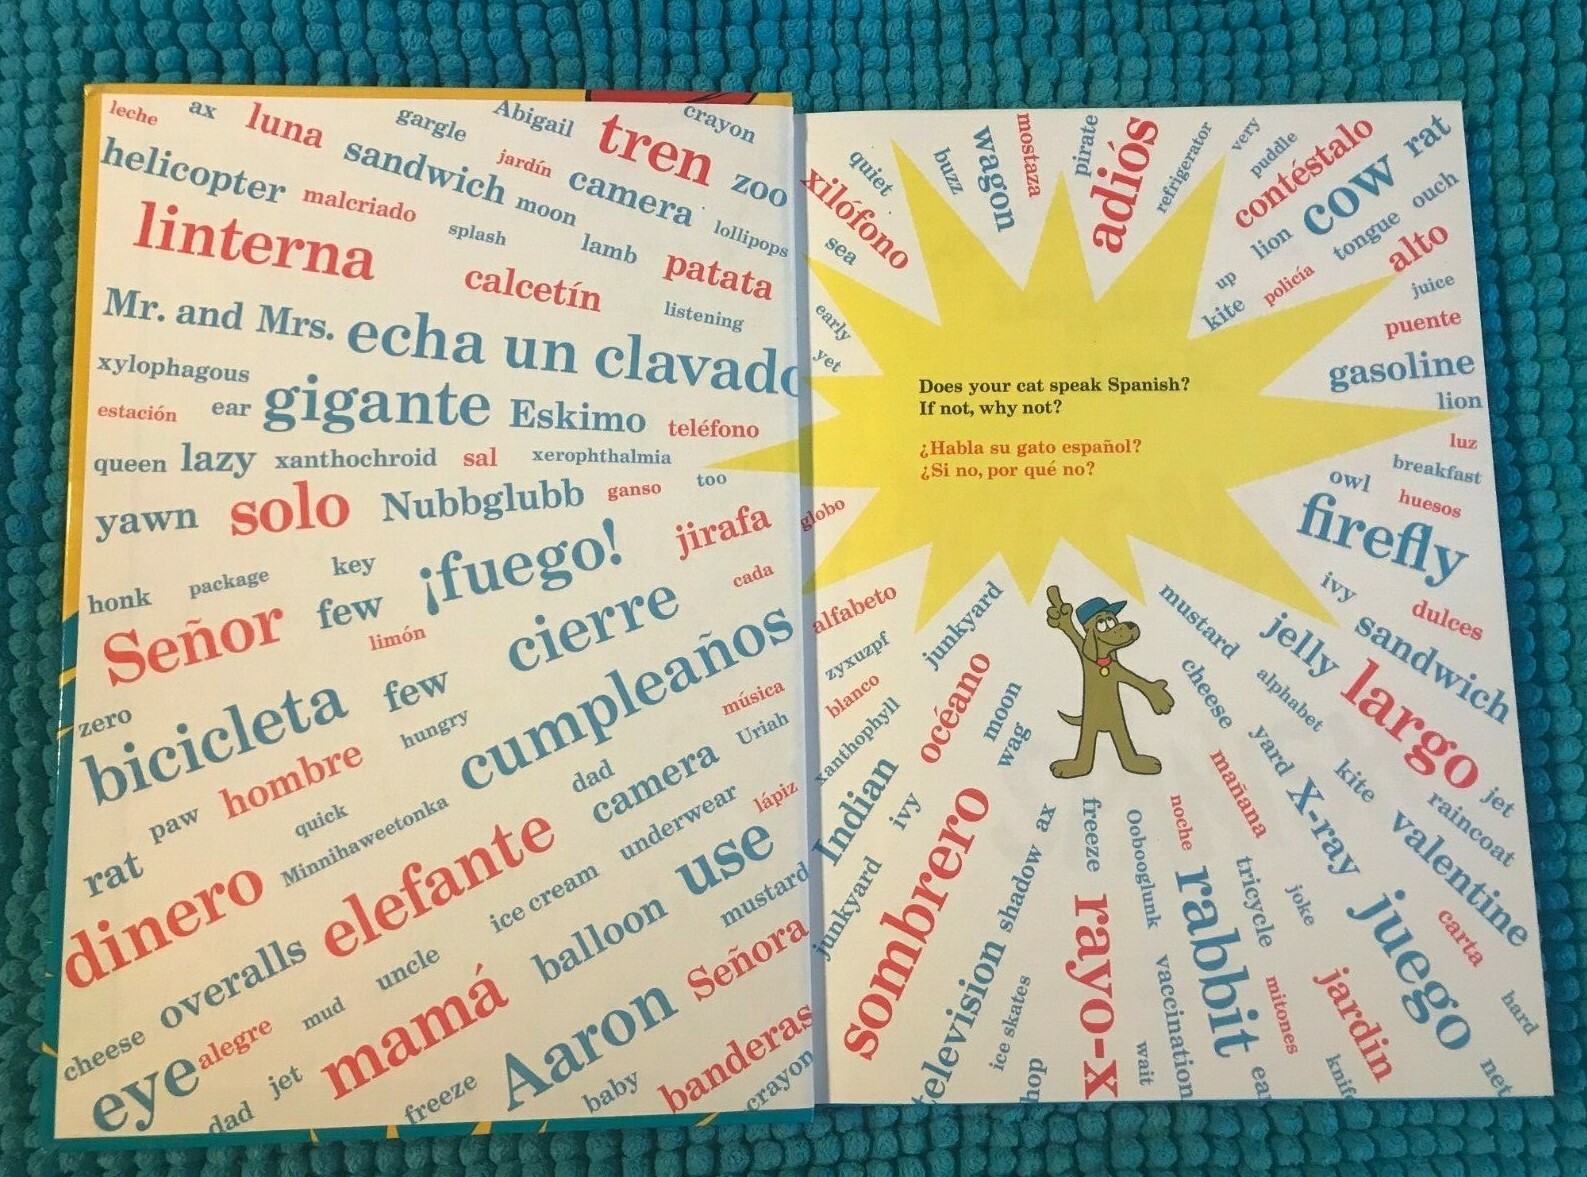 leche ax luna gargle Abigail tren crayon
helicopter sandwich jardín camera zoo
malcriado moon lollipops
linterna splash lamb patata
calcetín listening
Mr. and Mrs. echa un clavado
xylophagous
estación ear gigante Eskimo teléfono
queen lazy xanthochroid sal xerophthalmia
yawn solo Nubbglubb ganso too
honk package key ¡fuego! jirafa
Señor few cierre cada
limón
zero bicicleta few cumpleaños música
hungry Uriah
paw hombre dad camera
rat quick Minnihaweetonka underwear lápiz
dinero elefante ice cream use
overalls uncle balloon mustard
cheese alegre mud mamá Señora
eye jet Aaron banderas
dad freeze baby crayon
xilófono quiet buzz wagon mostaza pirate adiós refrigerator very puddle contéstalo cow rat
sea lion tongue ouch
up policía alto
early kite juice
yet puente
gasoline
Does your cat speak Spanish?
If not, why not?
lion
¿Habla su gato español?
¿Si no, por qué no?
luz
breakfast
owl huesos
globo firefly
alfabeto junkyard mustard ivy dulces
zyxuzpf jelly sandwich
blanco océano moon cheese alphabet largo
xanthophyll wag yard kite jet
Indian ivy mañana X-ray raincoat
sombrero ax freeze Oobooglunk noche valentine
junkyard shadow rayo-x rabbit tricycle joke juego carta
television ice skates vaccination mitones jardin hard
wait net